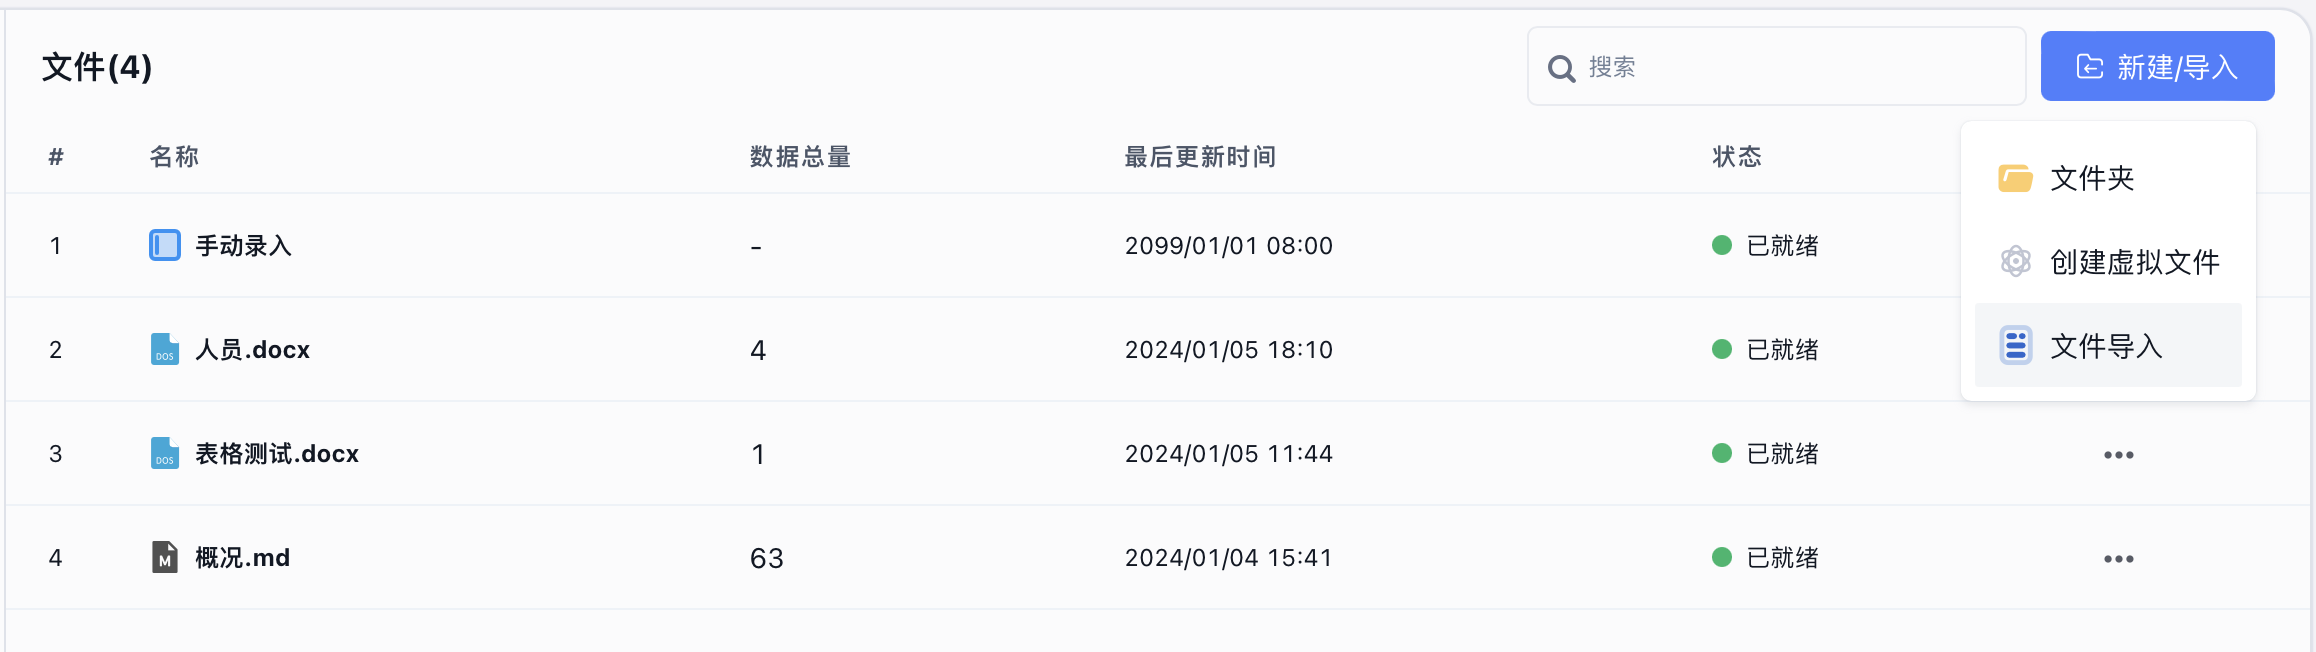 文件(4)
搜索
新建/导入
# 名称 数据总量 最后更新时间 状态
文件夹
创建虚拟文件
文件导入
1 手动录入 - 2099/01/01 08:00 已就绪
2 DOS 人员.docx 4 2024/01/05 18:10 已就绪
3 DOS 表格测试.docx 1 2024/01/05 11:44 已就绪
4 M 概况.md 63 2024/01/04 15:41 已就绪